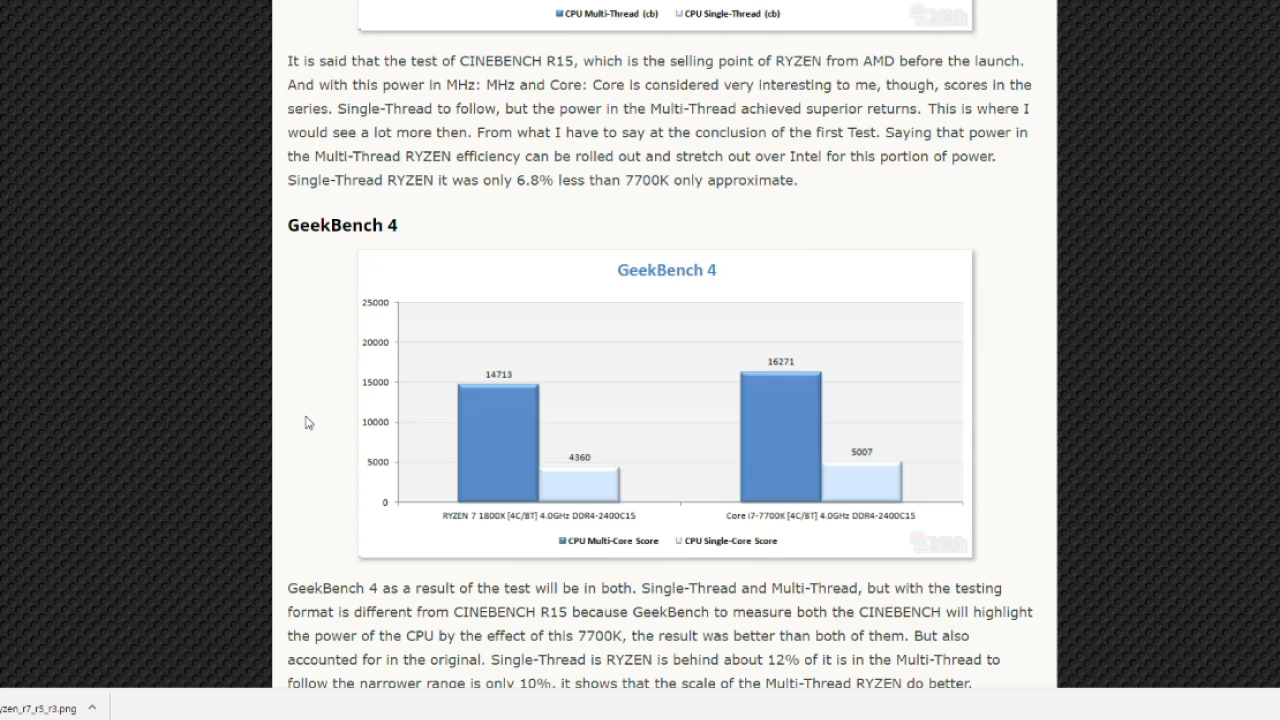 CPU Multi-Thread (cb) CPU Single-Thread (cb)
It is said that the test of CINEBENCH R15, which is the selling point of RYZEN from AMD before the launch.
And with this power in MHz: MHz and Core: Core is considered very interesting to me, though, scores in the
series. Single-Thread to follow, but the power in the Multi-Thread achieved superior returns. This is where I
would see a lot more then. From what I have to say at the conclusion of the first Test. Saying that power in
the Multi-Thread RYZEN efficiency can be rolled out and stretch out over Intel for this portion of power.
Single-Thread RYZEN it was only 6.8% less than 7700K only approximate.
GeekBench 4
GeekBench 4
25000
20000
15000
10000
5000
0
14713
4360
16271
5007
RYZEN 7 1800X [4C/8T] 4.0GHz DDR4-2400C15
Core i7-7700K [4C/8T] 4.0GHz DDR4-2400C15
CPU Multi-Core Score CPU Single-Core Score
GeekBench 4 as a result of the test will be in both. Single-Thread and Multi-Thread, but with the testing
format is different from CINEBENCH R15 because GeekBench to measure both the CINEBENCH will highlight
the power of the CPU by the effect of this 7700K, the result was better than both of them. But also
accounted for in the original. Single-Thread is RYZEN is behind about 12% of it is in the Multi-Thread to
follow the narrower range is only 10%, it shows that the scale of the Multi-Thread RYZEN do better.
yzen_r7_r5_r3.png